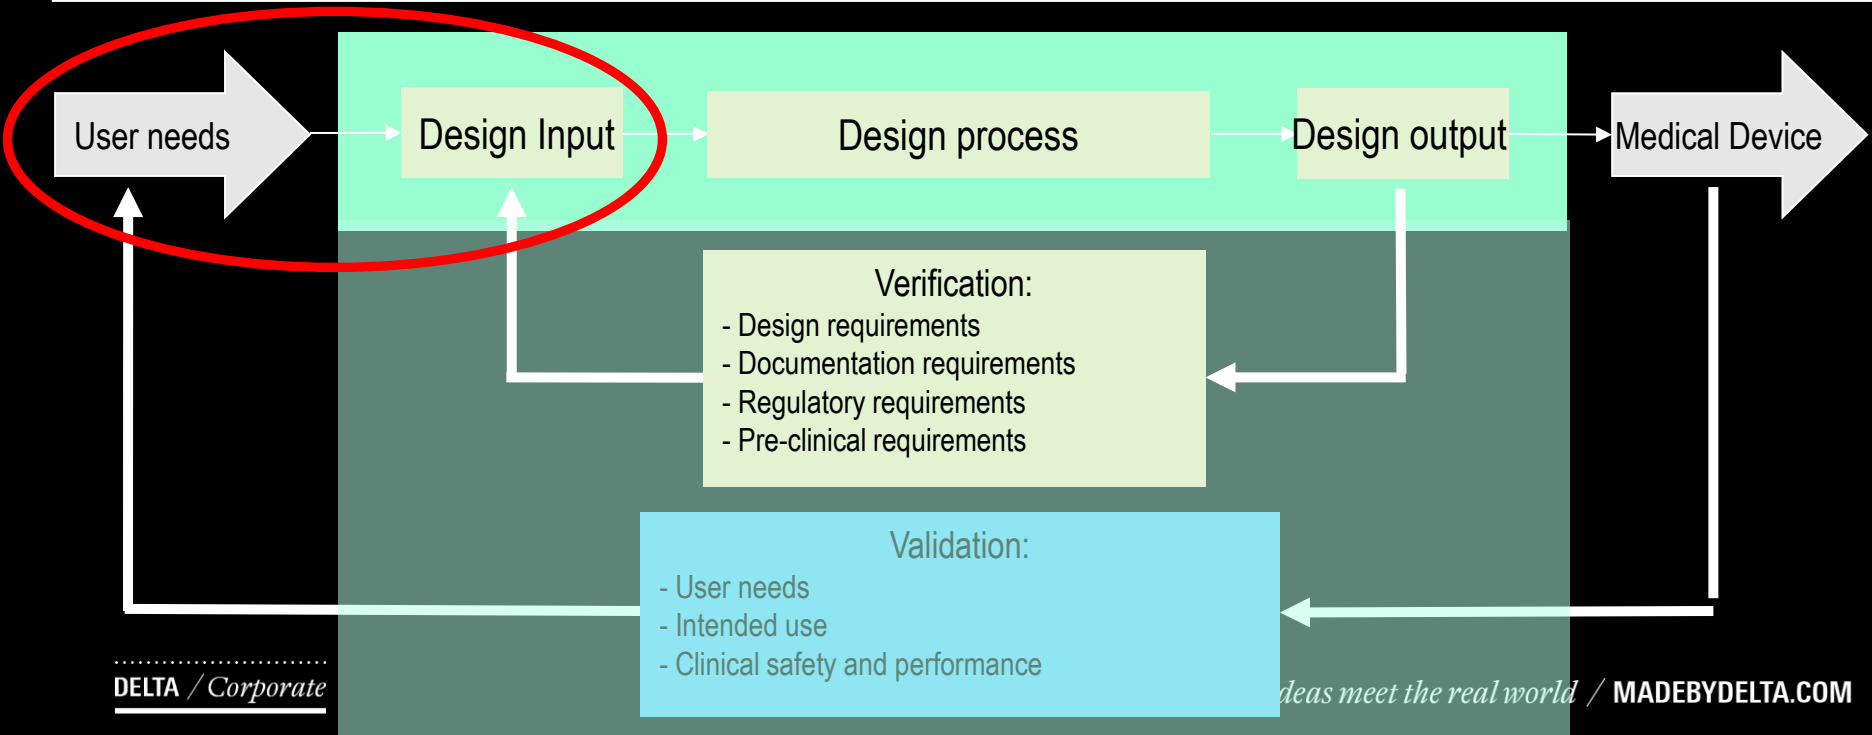 User needs
Design Input
Design process
Design output
Medical Device
Verification:
- Design requirements
- Documentation requirements
- Regulatory requirements
- Pre-clinical requirements
Validation:
- User needs
- Intended use
- Clinical safety and performance
DELTA / Corporate
deas meet the real world / MADEBYDELTA.COM